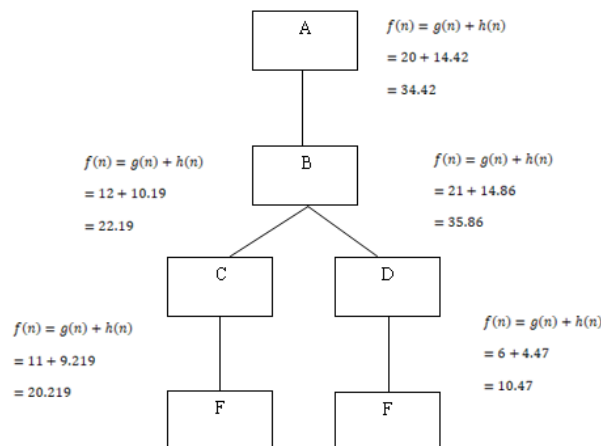 A
f(n) = g(n) + h(n)
= 20 + 14.42
= 34.42
B
f(n) = g(n) + h(n)
= 12 + 10.19
= 22.19
f(n) = g(n) + h(n)
= 21 + 14.86
= 35.86
C
D
f(n) = g(n) + h(n)
= 11 + 9.219
= 20.219
f(n) = g(n) + h(n)
= 6 + 4.47
= 10.47
F
F